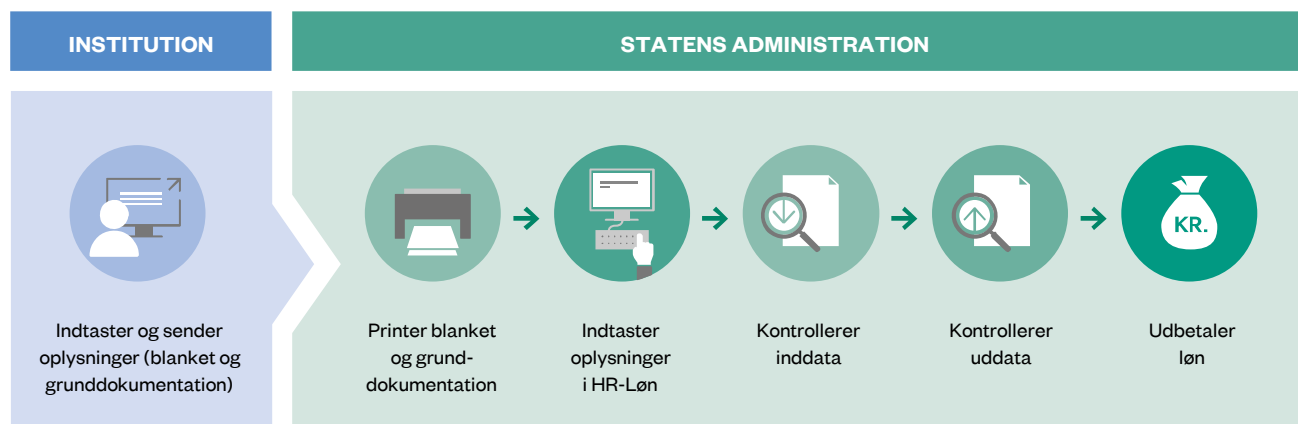 INSTITUTION
STATENS ADMINISTRATION
Indtaster og sender
oplysninger (blanket og
grunddokumentation)
Printer blanket
og grund-
dokumentation
Indtaster
oplysninger
i HR-Løn
Kontrollerer
inddata
Kontrollerer
uddata
KR.
Udbetaler
løn